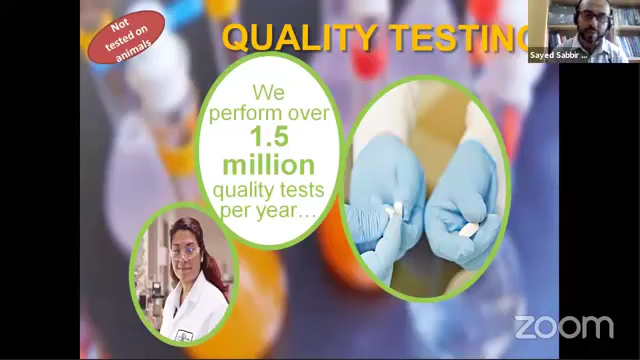 Not
tested on
animals
QUALITY TESTING
Sayed Sabbir ...
We
perform over
1.5
million
quality tests
per year...
zoom